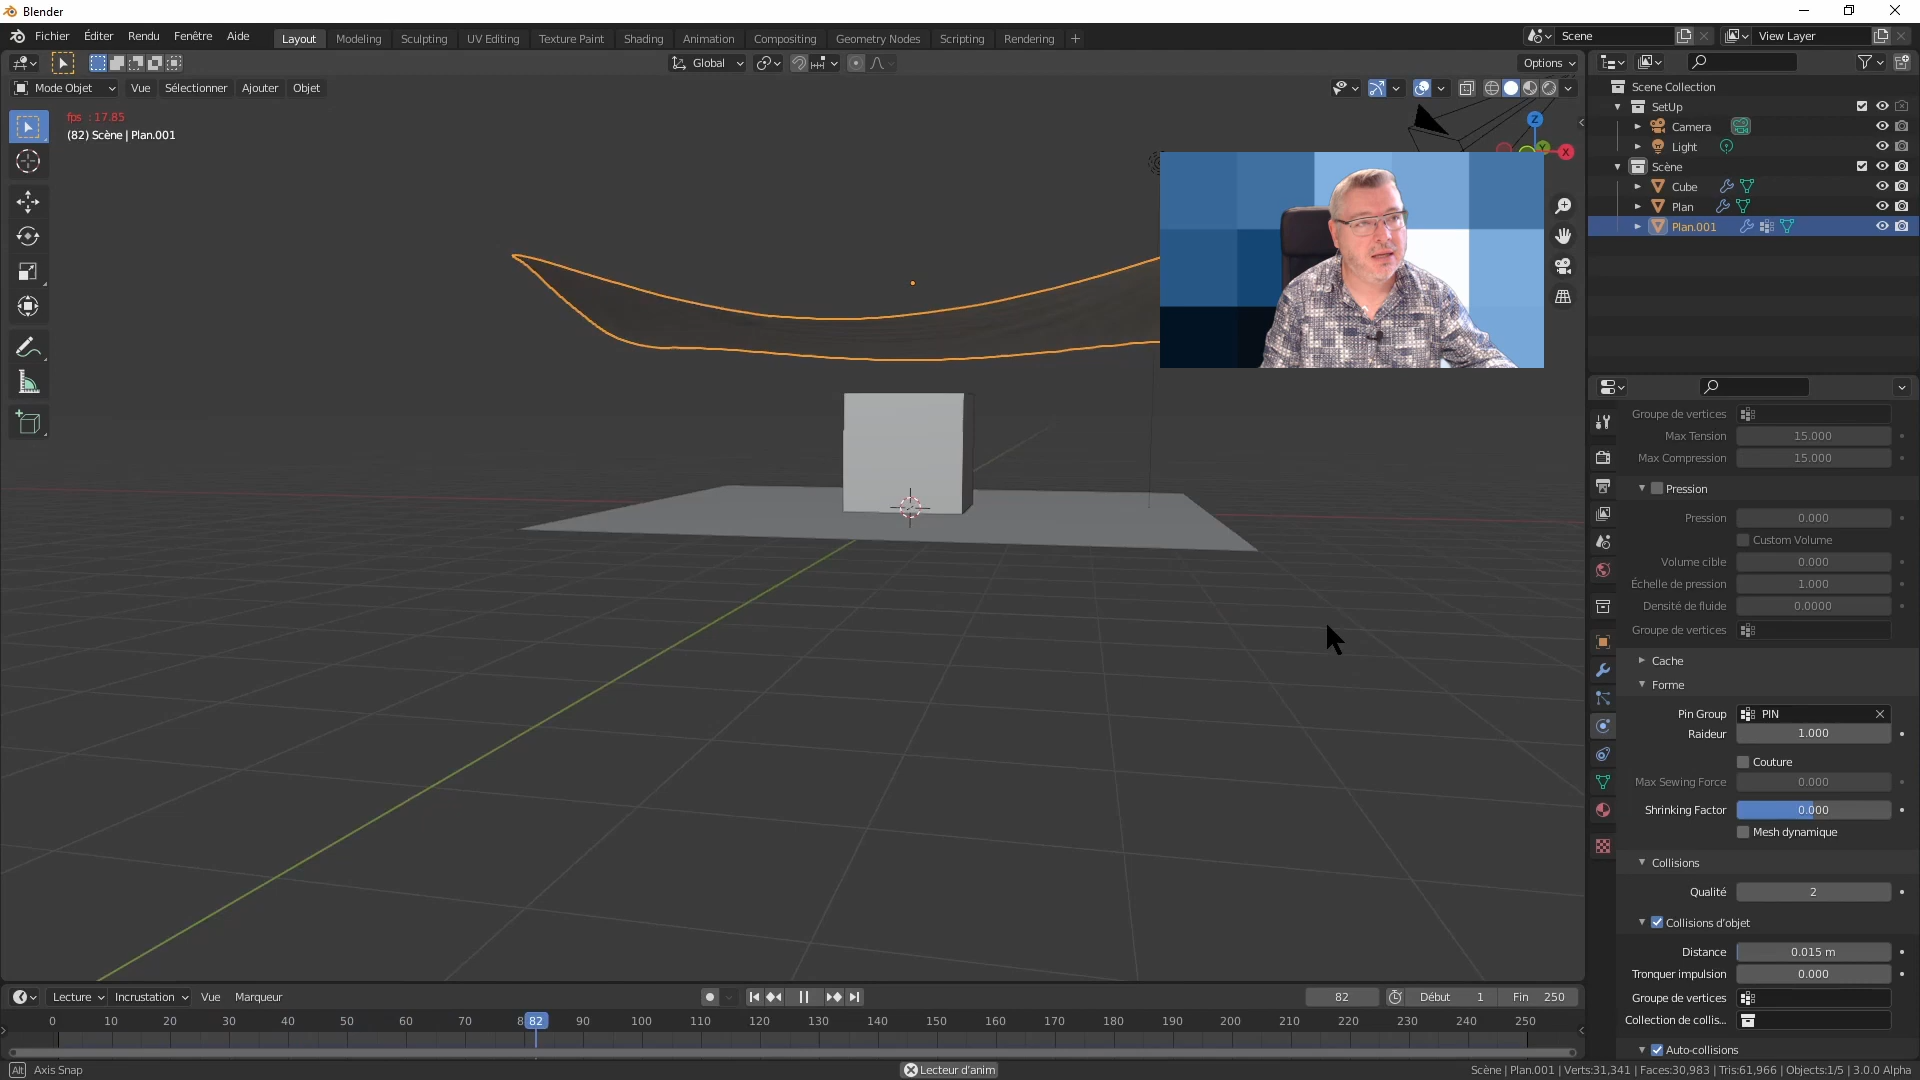 Blender
Fichier Éditer Rendu Fenêtre Aide Layout Modeling Sculpting UV Editing Texture Paint Shading Animation Compositing Geometry Nodes Scripting Rendering + Scene View Layer
Global Options
Mode Objet Vue Sélectionner Ajouter Objet
fps : 17.85
(82) Scène | Plan.001
Z
Y
X
Scene Collection
SetUp
Camera
Light
Scène
Cube
Plan
Plan.001
Groupe de vertices
Max Tension 15.000
Max Compression 15.000
Pression
Pression 0.000
Custom Volume
Volume cible 0.000
Échelle de pression 1.000
Densité de fluide 0.0000
Groupe de vertices
Cache
Forme
Pin Group PIN
Raideur 1.000
Couture
Max Sewing Force 0.000
Shrinking Factor 0.000
Mesh dynamique
Collisions
Qualité 2
Collisions d'objet
Distance 0.015 m
Tronquer impulsion 0.000
Groupe de vertices
Collection de collis...
Auto-collisions
Lecture Incrustation Vue Marqueur 82 Début 1 Fin 250
0 10 20 30 40 50 60 70 8 82 90 100 110 120 130 140 150 160 170 180 190 200 210 220 230 240 250
Alt Axis Snap Lecteur d'anim Scène | Plan.001 | Verts:31,341 | Faces:30,983 | Tris:61,966 | Objects:1/5 | 3.0.0 Alpha